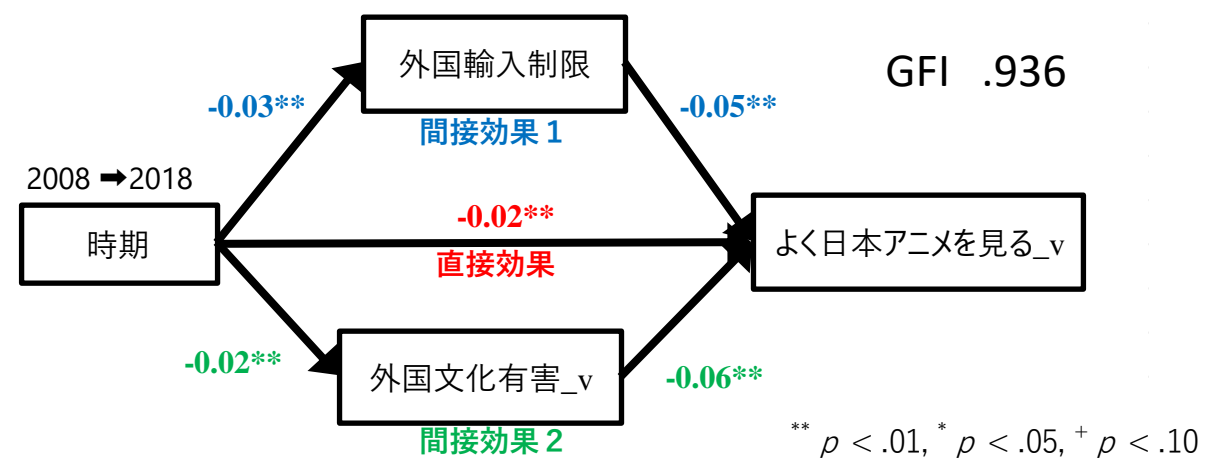 外国輸入制限
GFI .936
-0.03**
-0.05**
間接効果１
2008 ➡2018
-0.02**
時期
よく日本アニメを見る_v
直接効果
-0.02**
外国文化有害_v
-0.06**
間接効果２
** p < .01, * p < .05, + p < .10